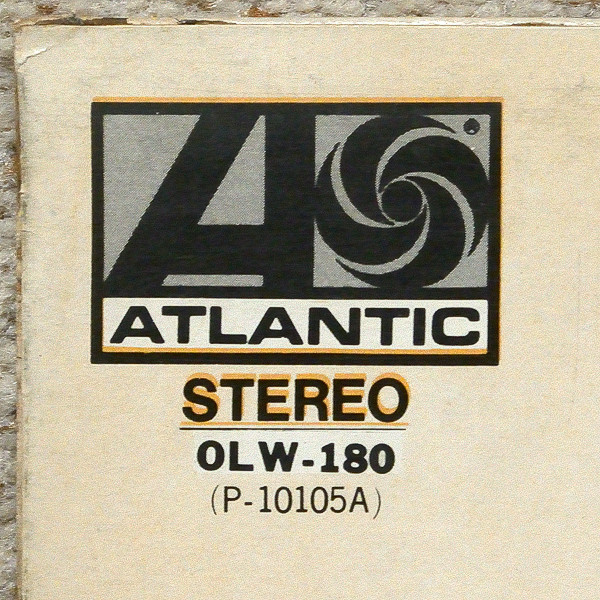 A
ATLANTIC
STEREO
OLW-180
(P-10105A)